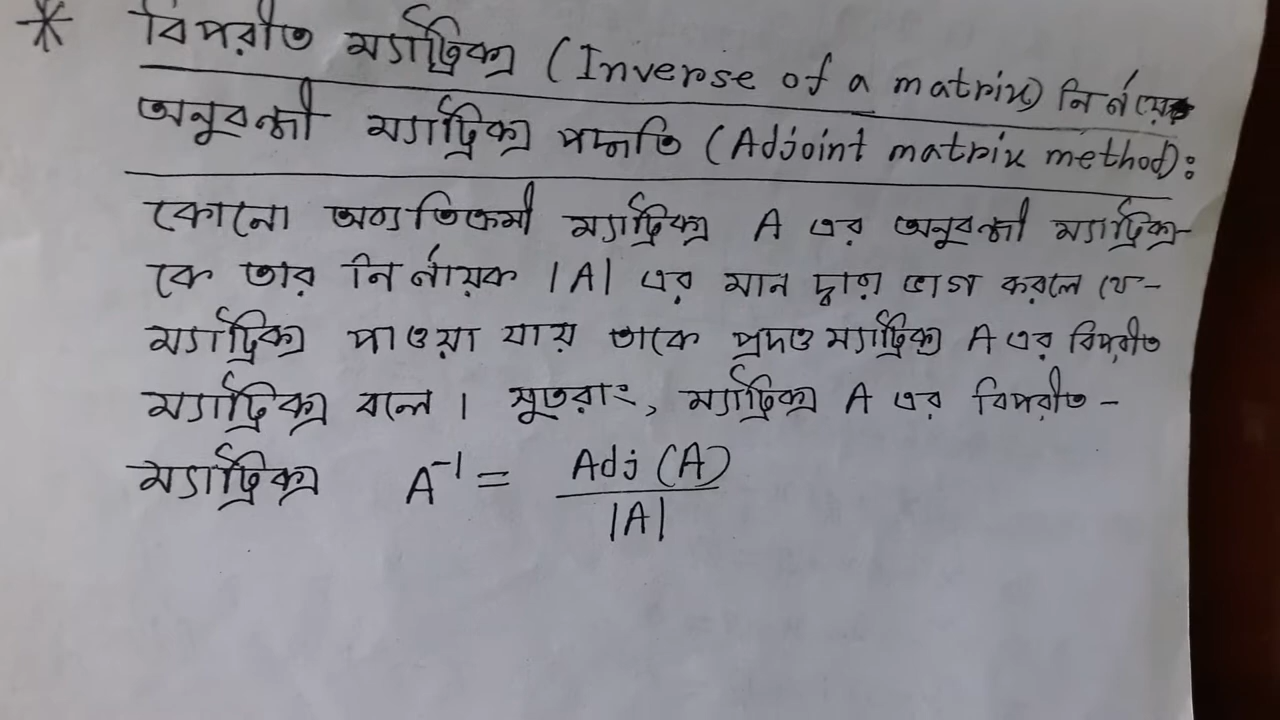 * বিপরীত ম্যাট্রিক্স (Inverse of a matrix) নির্ণয়ে
অনুবন্ধী ম্যাট্রিক্স পদ্ধতি (Adjoint matrix method):
কোনো অব্যতিক্রমী ম্যাট্রিক্স A এর অনুবন্ধী ম্যাট্রিক্স-
কে তার নির্ণায়ক |A| এর মান দ্বারা ভাগ করলে যে-
ম্যাট্রিক্স পাওয়া যায় তাকে প্রদত্ত ম্যাট্রিক্স A এর বিপরীত
ম্যাট্রিক্স বলে । সুতরাং, ম্যাট্রিক্স A এর বিপরীত -
ম্যাট্রিক্স A⁻¹ = Adj (A) / |A|